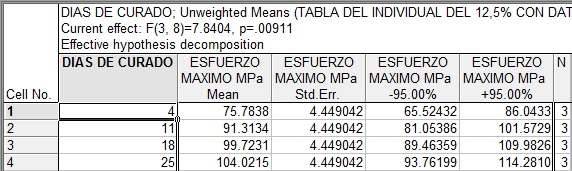 DIAS DE CURADO; Unweighted Means (TABLA DEL INDIVIDUAL DEL 12,5% CON DAT
Current effect: F(3, 8)=7.8404, p=.00911
Effective hypothesis decomposition
Cell No. DIAS DE CURADO ESFUERZO MAXIMO MPa Mean ESFUERZO MAXIMO MPa Std.Err. ESFUERZO MAXIMO MPa -95.00% ESFUERZO MAXIMO MPa +95.00% N
1 4 75.7838 4.449042 65.52432 86.0433 3
2 11 91.3134 4.449042 81.05386 101.5729 3
3 18 99.7231 4.449042 89.46359 109.9826 3
4 25 104.0215 4.449042 93.76199 114.2810 3